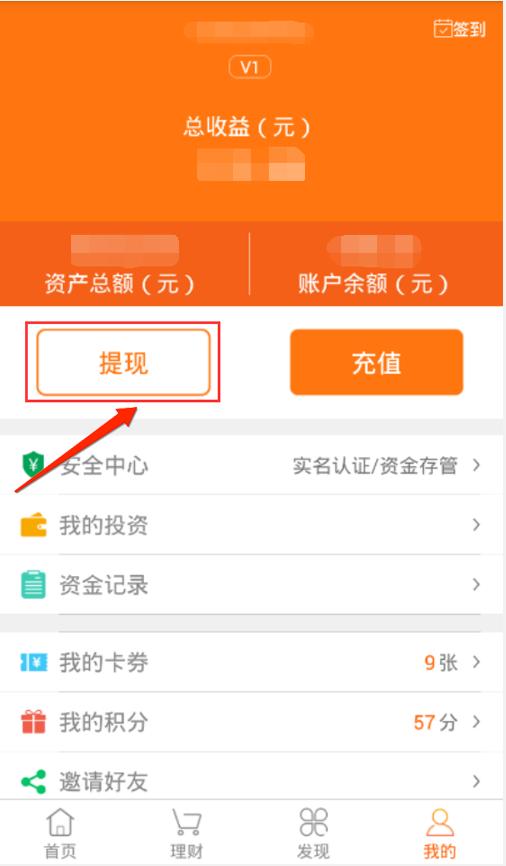 签到
V1
总收益（元）
资产总额（元） 账户余额（元）
提现 充值
安全中心 实名认证/资金存管
我的投资
资金记录
我的卡券 9张
我的积分 57分
邀请好友
首页 理财 发现 我的